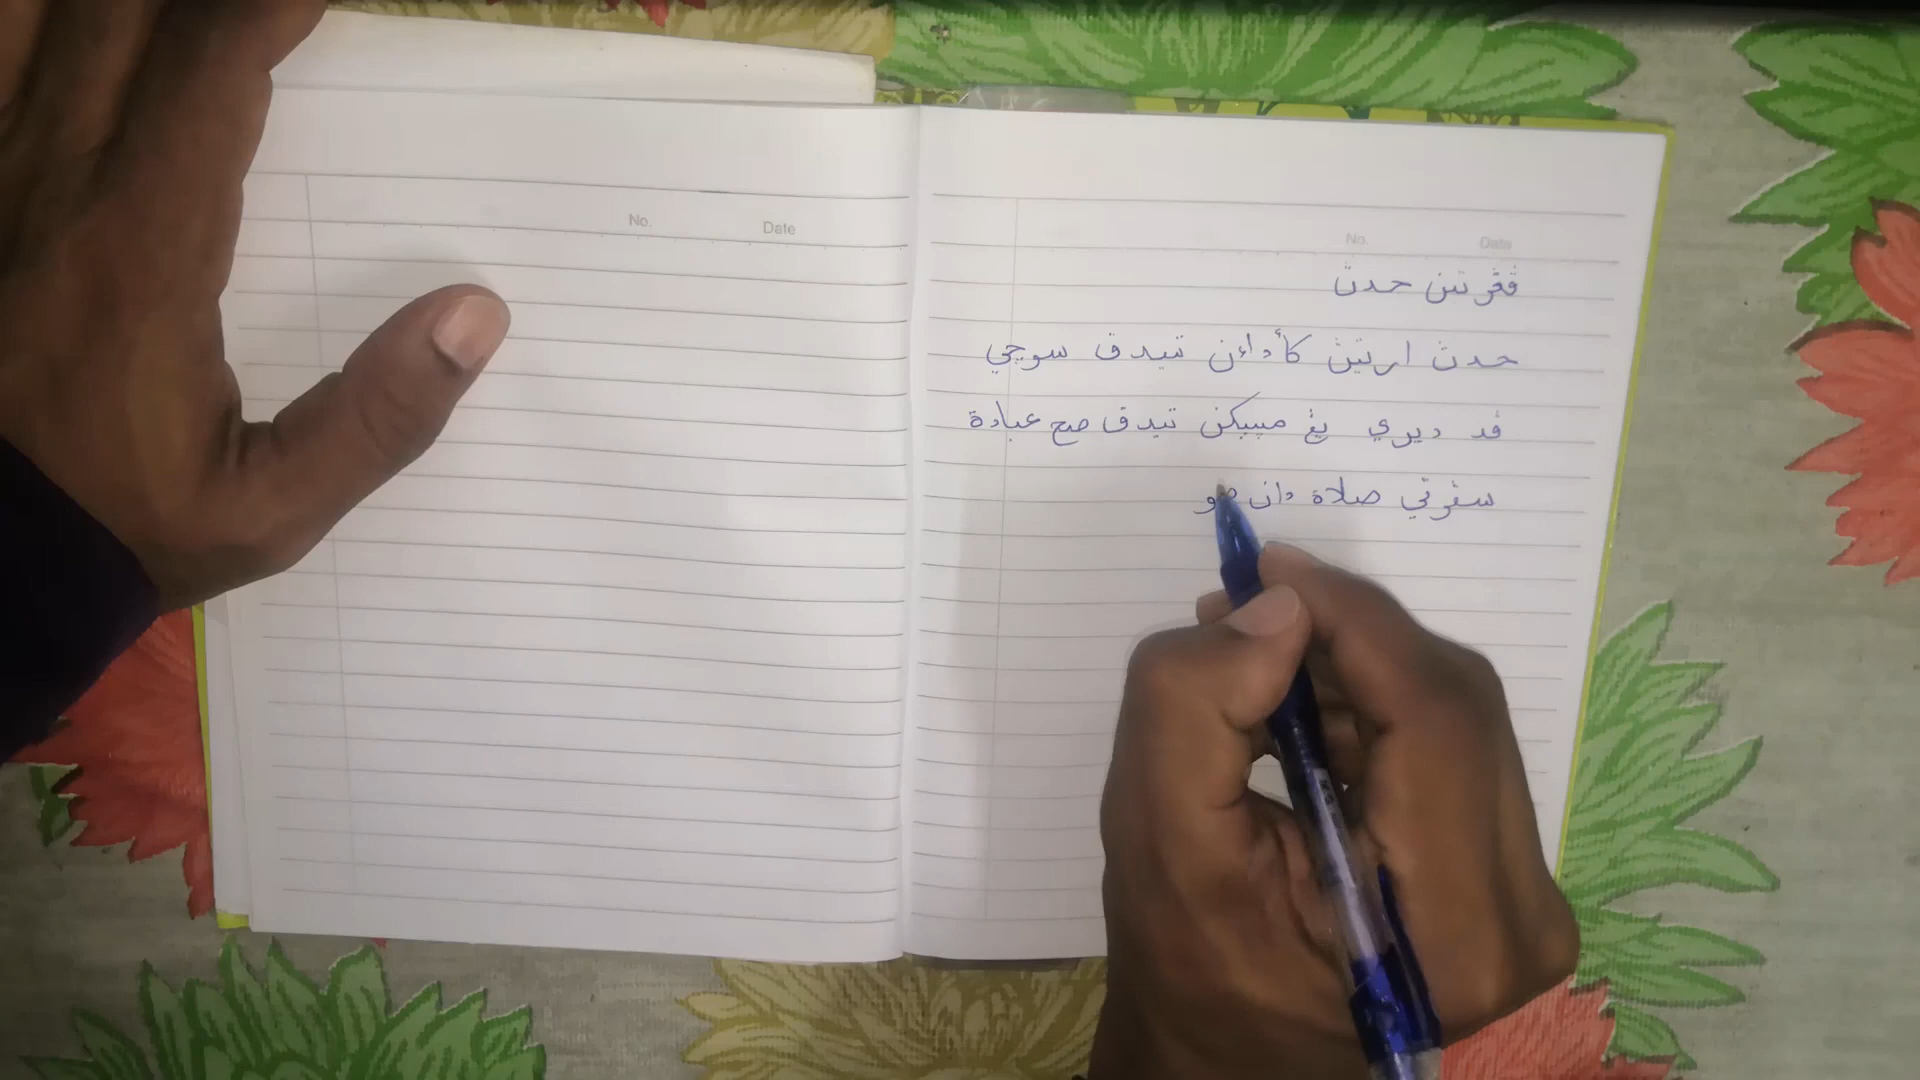 No. Date
No. Date
ڤڠرتين حدث
حدث ارتيڽ كأداءن تيدق سوچي
ڤد ديري يڠ مببكن تيدق صح عبادة
سڤرتي صلاة دان